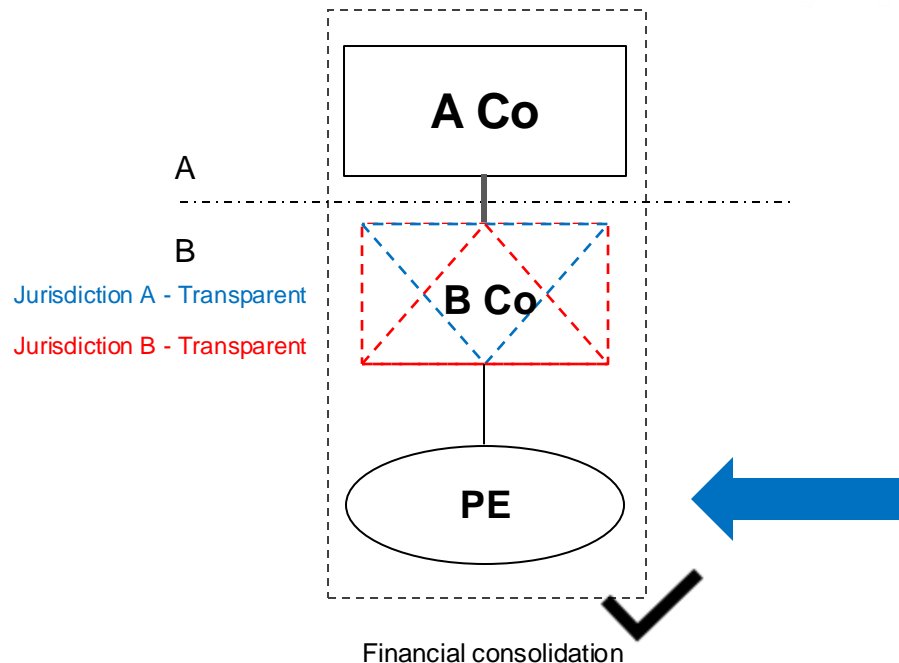 A Co
A
B
Jurisdiction A - Transparent
B Co
Jurisdiction B - Transparent
PE
Financial consolidation